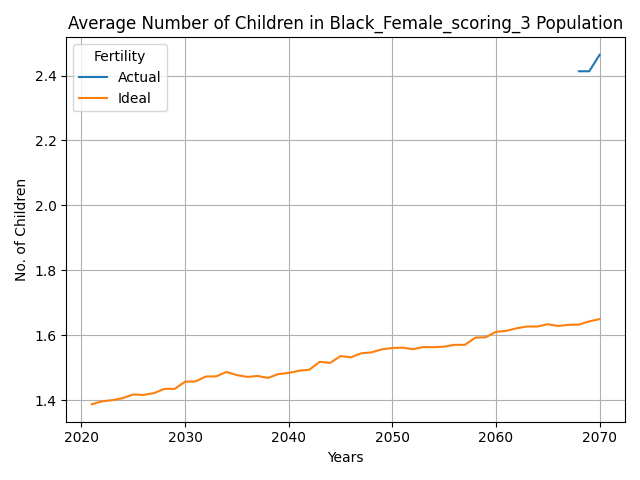 Average Number of Children in Black_Female_scoring_3 Population
Fertility
Actual
Ideal
No. of Children
2.4
2.2
2.0
1.8
1.6
1.4
2020 2030 2040 2050 2060 2070
Years